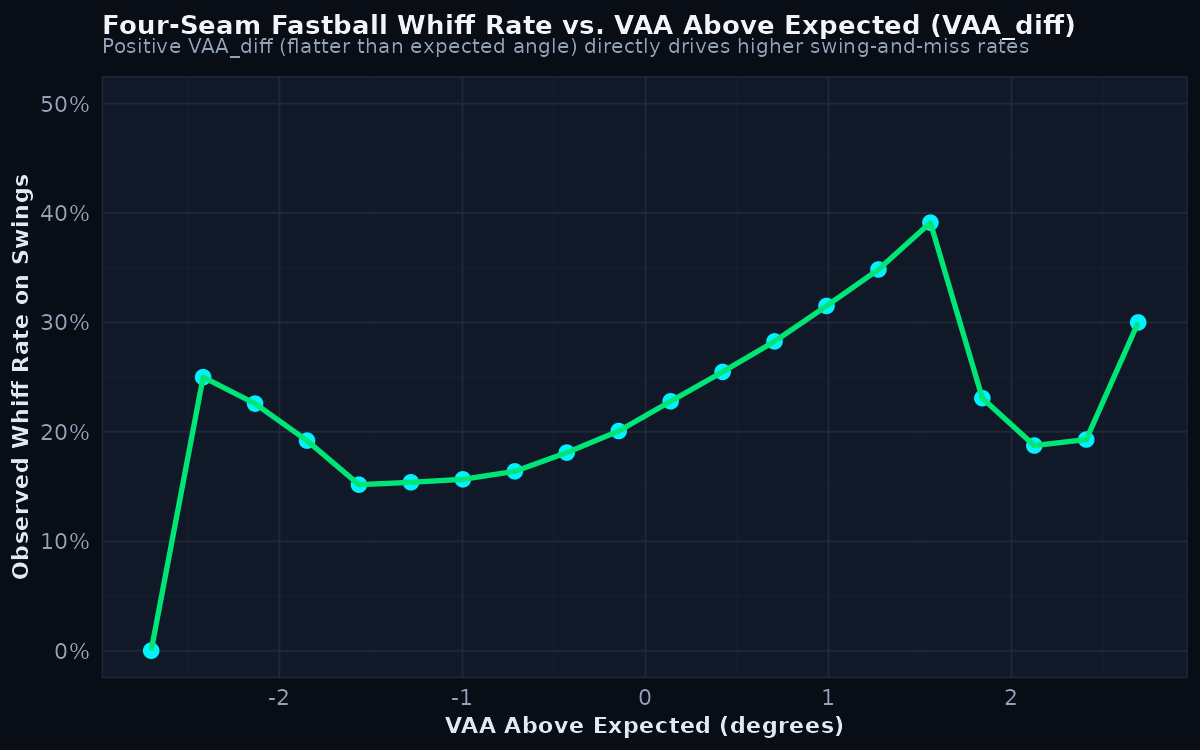 Four-Seam Fastball Whiff Rate vs. VAA Above Expected (VAA_diff)
Positive VAA_diff (flatter than expected angle) directly drives higher swing-and-miss rates
Observed Whiff Rate on Swings
50%
40%
30%
20%
10%
0%
-2
-1
0
1
2
VAA Above Expected (degrees)